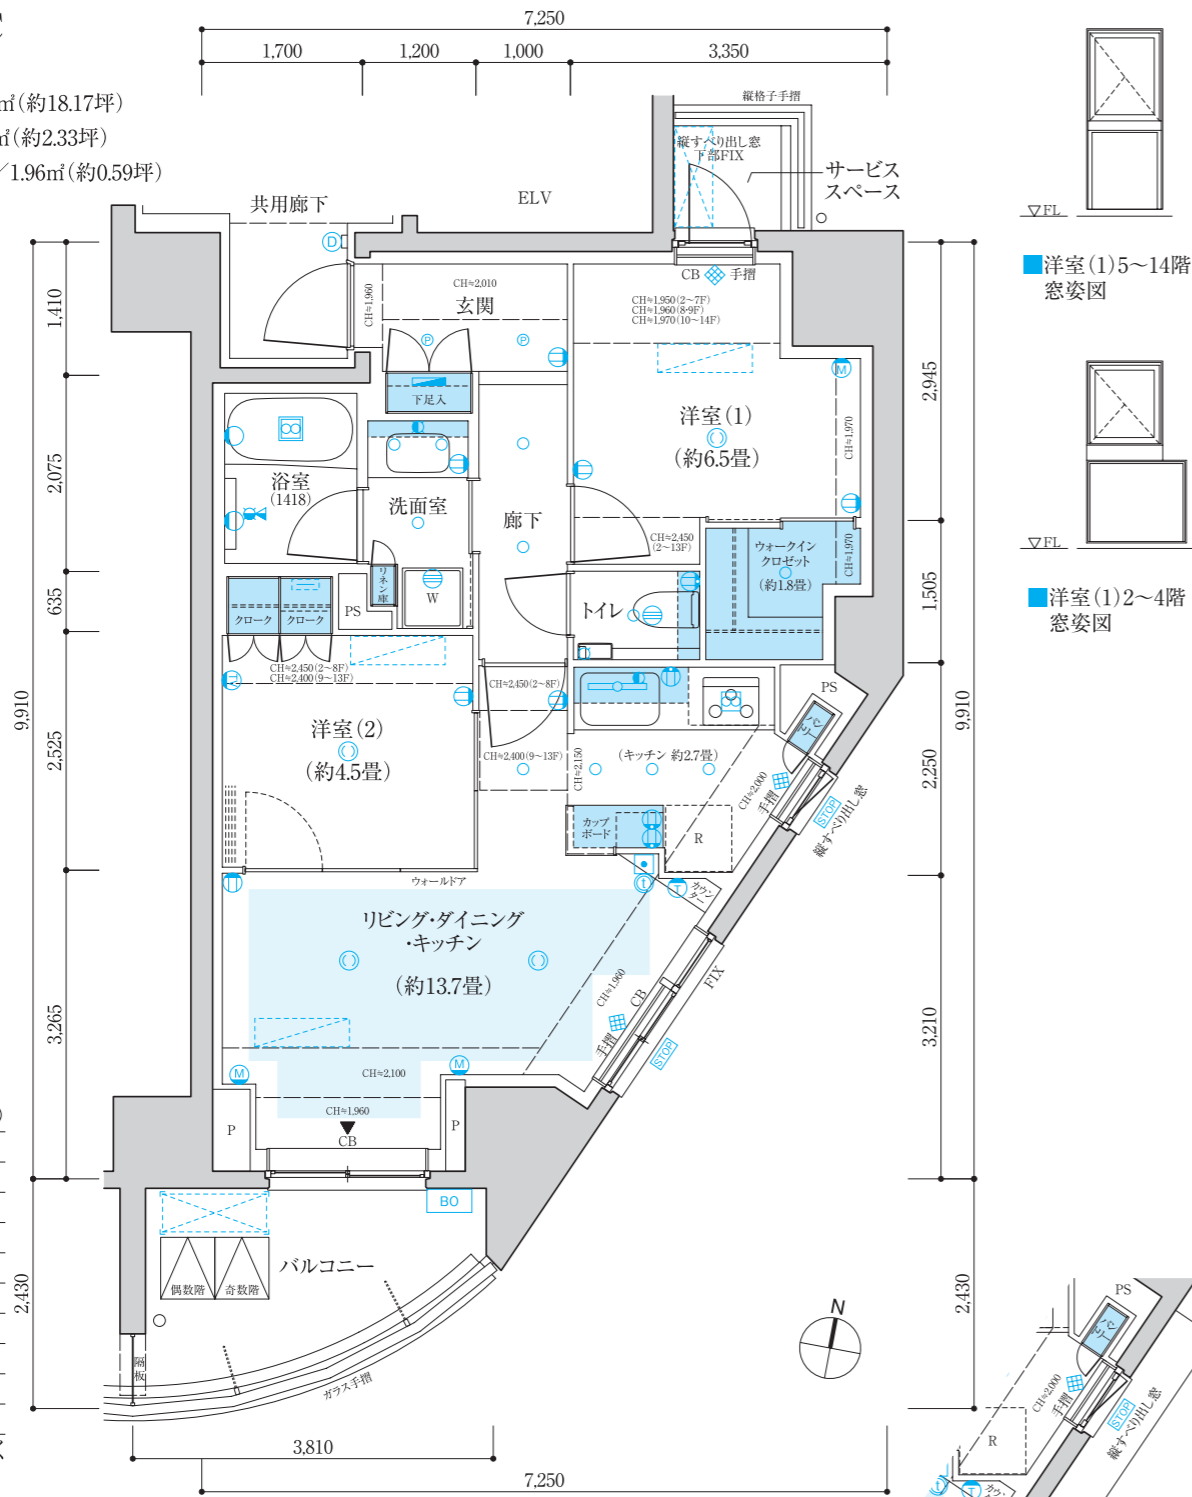 7,250
1,700
1,200
1,000
3,350
㎡(約18.17坪)
㎡(約2.33坪)
／1.96㎡(約0.59坪)
縦格子手摺
縦すべり出し窓
下部FIX
サービス
スペース
共用廊下
ELV
▽FL
■洋室(1)5〜14階
窓姿図
▽FL
■洋室(1)2〜4階
窓姿図
D
CB
手摺
CH≒2,010
玄関
CH≒1,960
CH≒1,950(2〜7F)
CH≒1,960(8・9F)
CH≒1,970(10〜14F)
P
P
M
下足入
1,410
2,945
洋室(1)
(約6.5畳)
CH≒1,970
浴室
(1418)
洗面室
廊下
2,075
CH≒2,450
(2〜13F)
ウォークイン
クロゼット
(約1.8畳)
CH≒1,970
1,505
635
クローク
クローク
PS
リネン庫
W
トイレ
CH≒2,450(2〜8F)
CH≒2,400(9〜13F)
CH≒2,450(2〜8F)
PS
パントリー
9,910
9,910
2,525
2,250
洋室(2)
(約4.5畳)
CH≒2,400(9〜13F)
CH≒2,150
(キッチン 約2.7畳)
CH≒2,000
手摺
STOP
縦すべり出し窓
カップ
ボード
R
ウォールドア
t
T
カウンター
リビング・ダイニング
・キッチン
(約13.7畳)
CH≒1,960
CB
FIX
手摺
STOP
3,265
3,210
M
M
CH≒2,100
CH≒1,960
P
P
CB
BO
バルコニー
偶数階
奇数階
2,430
2,430
隔板
ガラス手摺
N
3,810
7,250
PS
パントリー
CH≒2,000
手摺
STOP
縦すべり出し窓
R
T